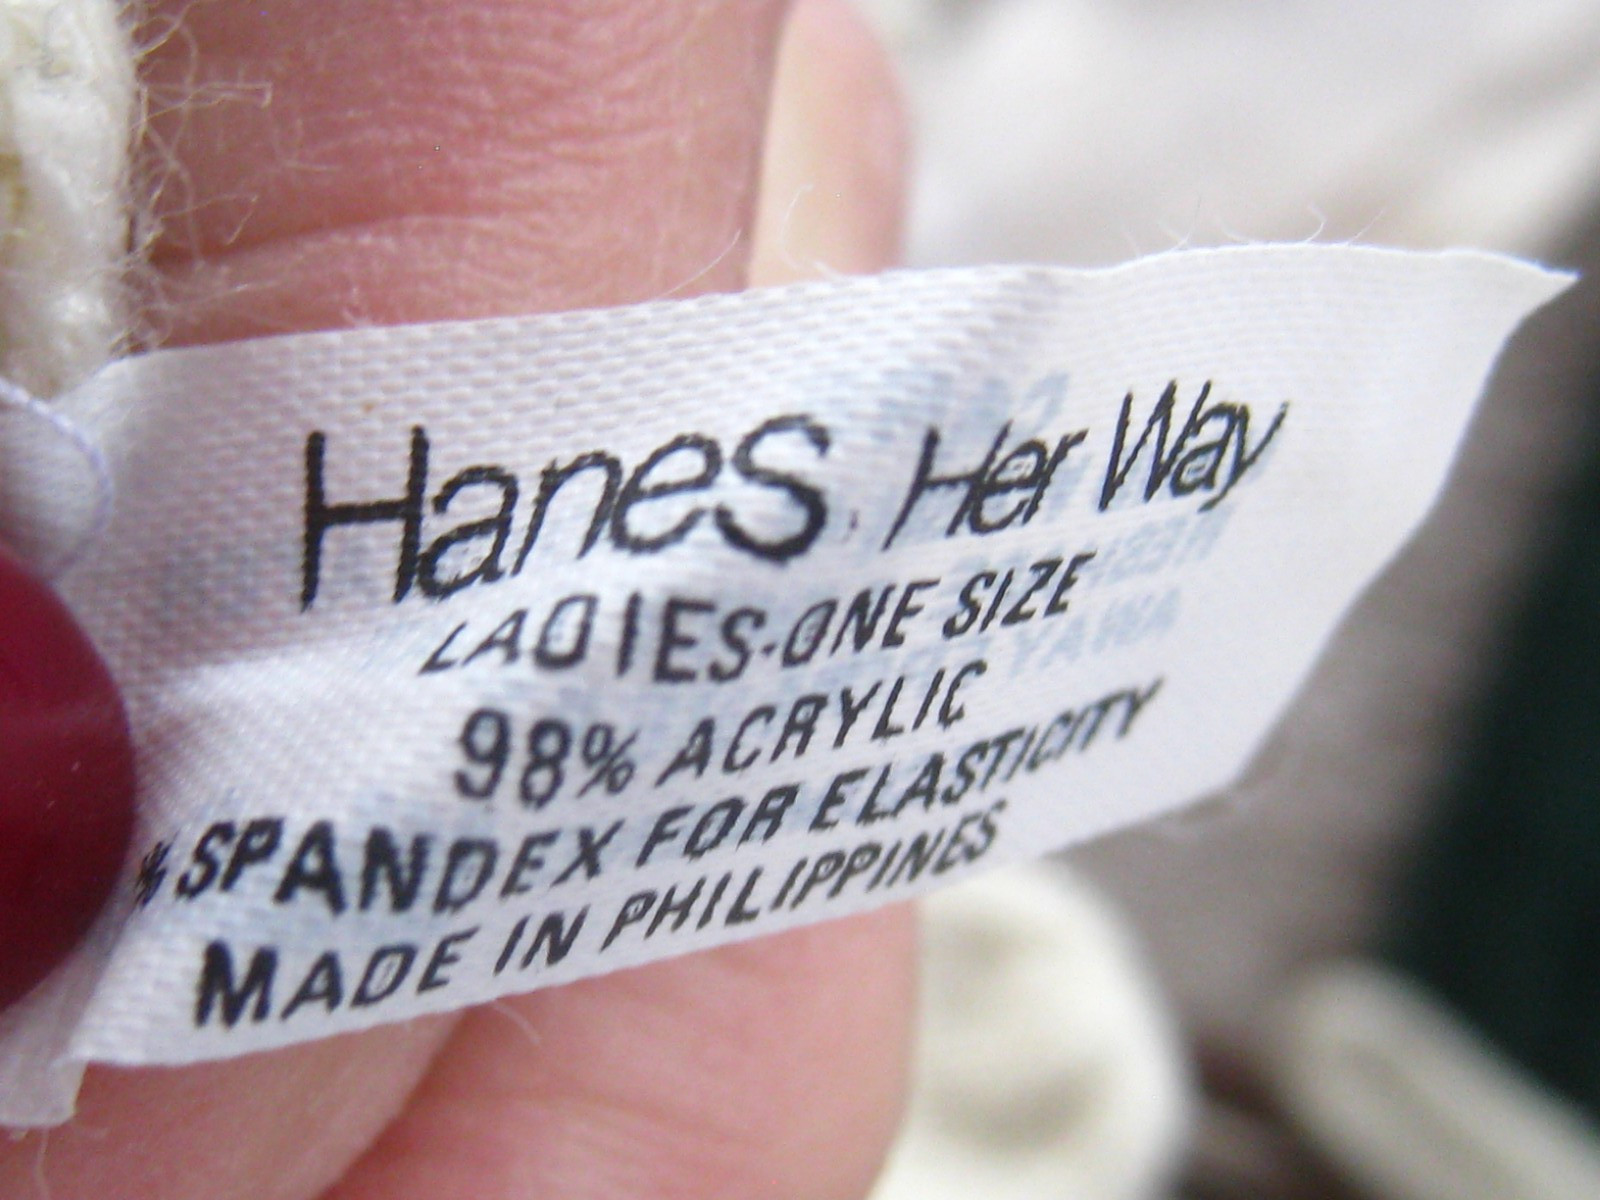 Hanes Her Way
LADIES-ONE SIZE
98% ACRYLIC
% SPANDEX FOR ELASTICITY
MADE IN PHILIPPINES